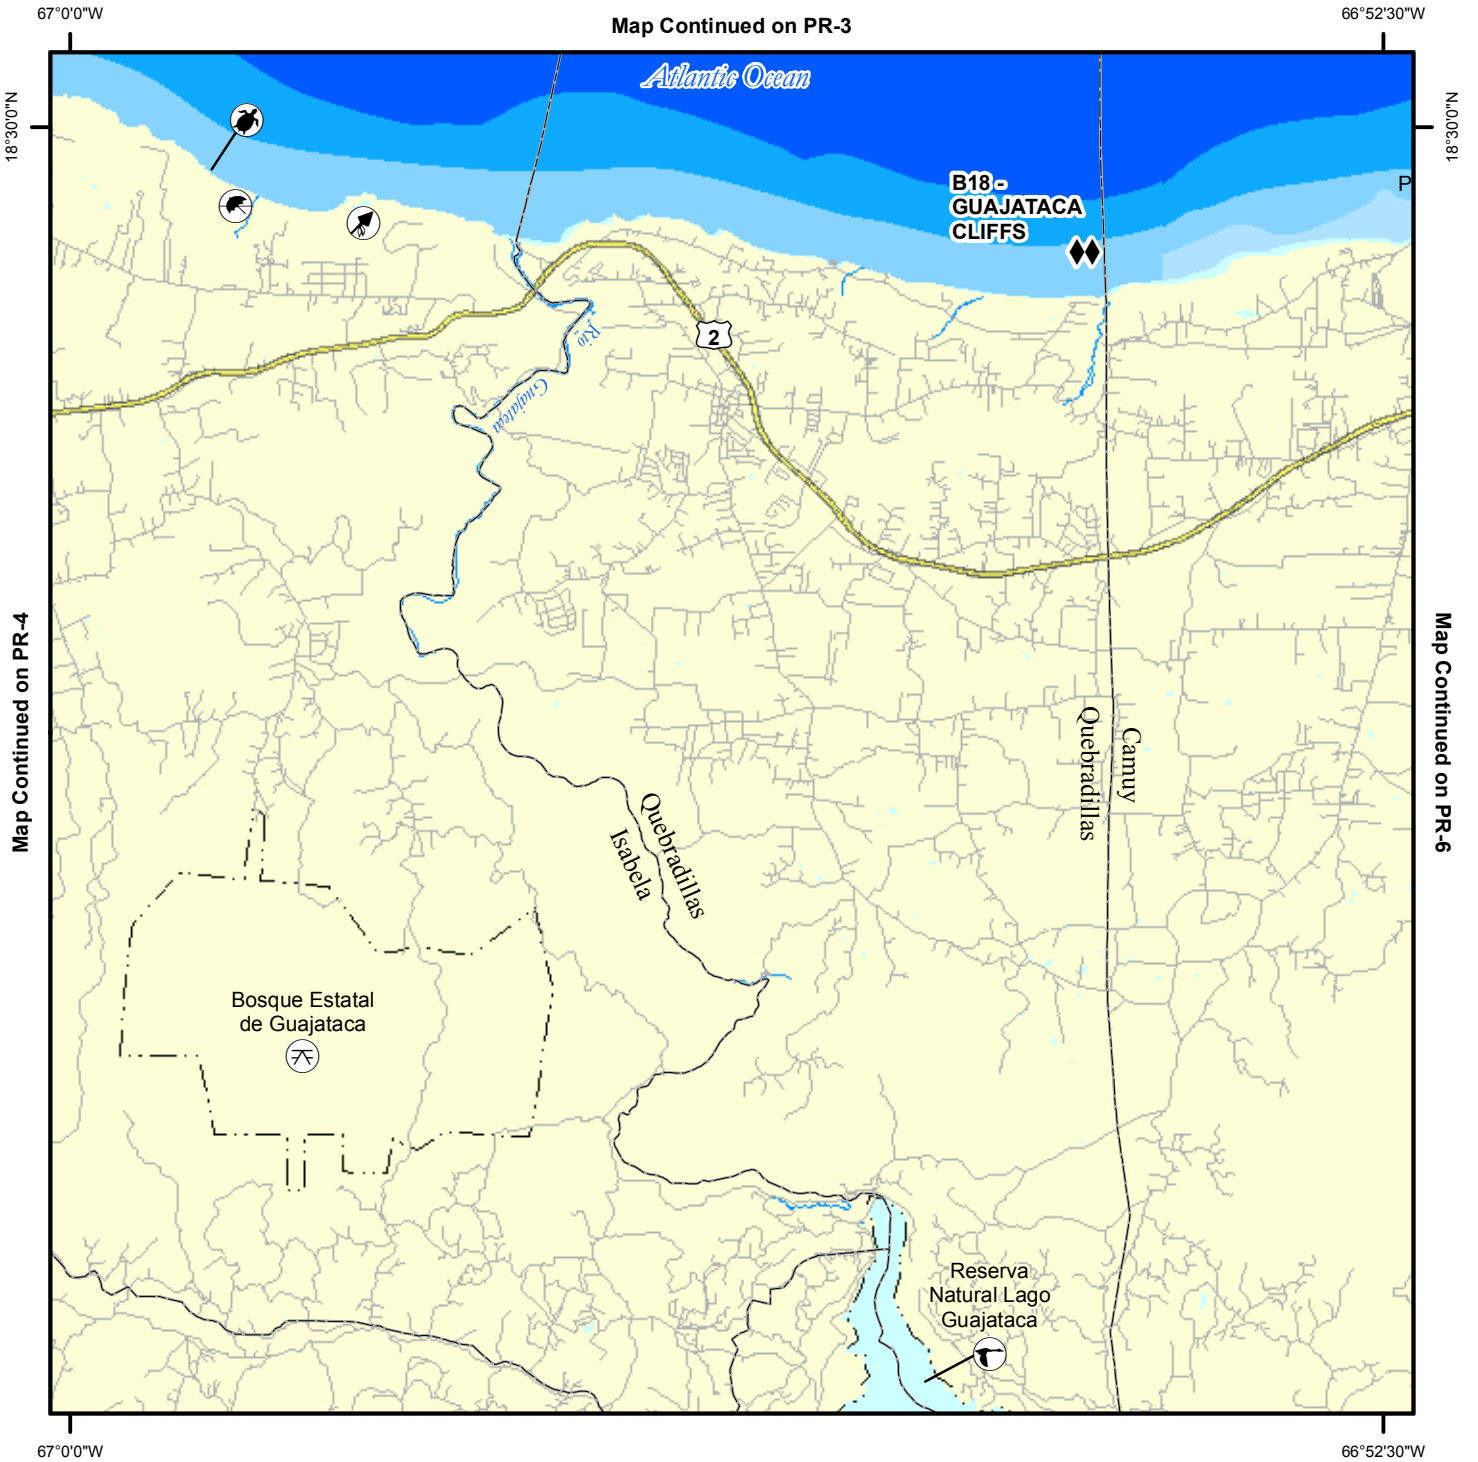 67°0'0"W
66°52'30"W
Map Continued on PR-3
18°30'0"N
18°30'0"N
Atlantic Ocean
B18 -
GUAJATACA
CLIFFS
P
2
Río
Guajataca
Map Continued on PR-4
Map Continued on PR-6
Quebradillas
Camuy
Quebradillas
Isabela
Bosque Estatal
de Guajataca
Reserva
Natural Lago
Guajataca
67°0'0"W
66°52'30"W